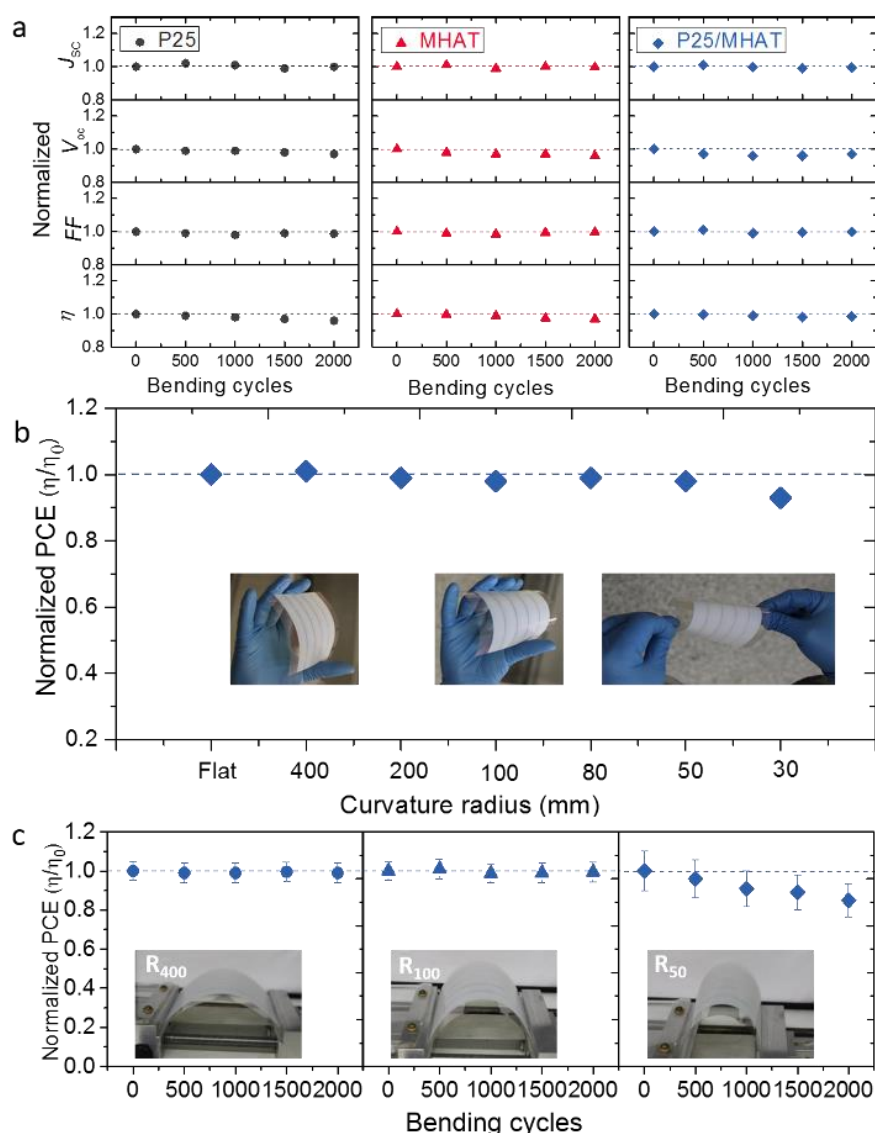 a
P25
MHAT
P25/MHAT
Normalized
J_SC
1.2
1.0
0.8
V_oc
1.2
1.0
0.8
FF
1.2
1.0
0.8
η
1.2
1.0
0.8
0 500 1000 1500 2000
0 500 1000 1500 2000
0 500 1000 1500 2000
Bending cycles
Bending cycles
Bending cycles
b
Normalized PCE (η/η₀)
1.2
1.0
0.8
0.6
0.4
0.2
Flat 400 200 100 80 50 30
Curvature radius (mm)
c
Normalized PCE (η/η₀)
1.2
1.0
0.8
0.6
0.4
0.2
0.0
R₄₀₀
R₁₀₀
R₅₀
0 500 1000 1500 2000
0 500 1000 1500 2000
0 500 1000 1500 2000
Bending cycles